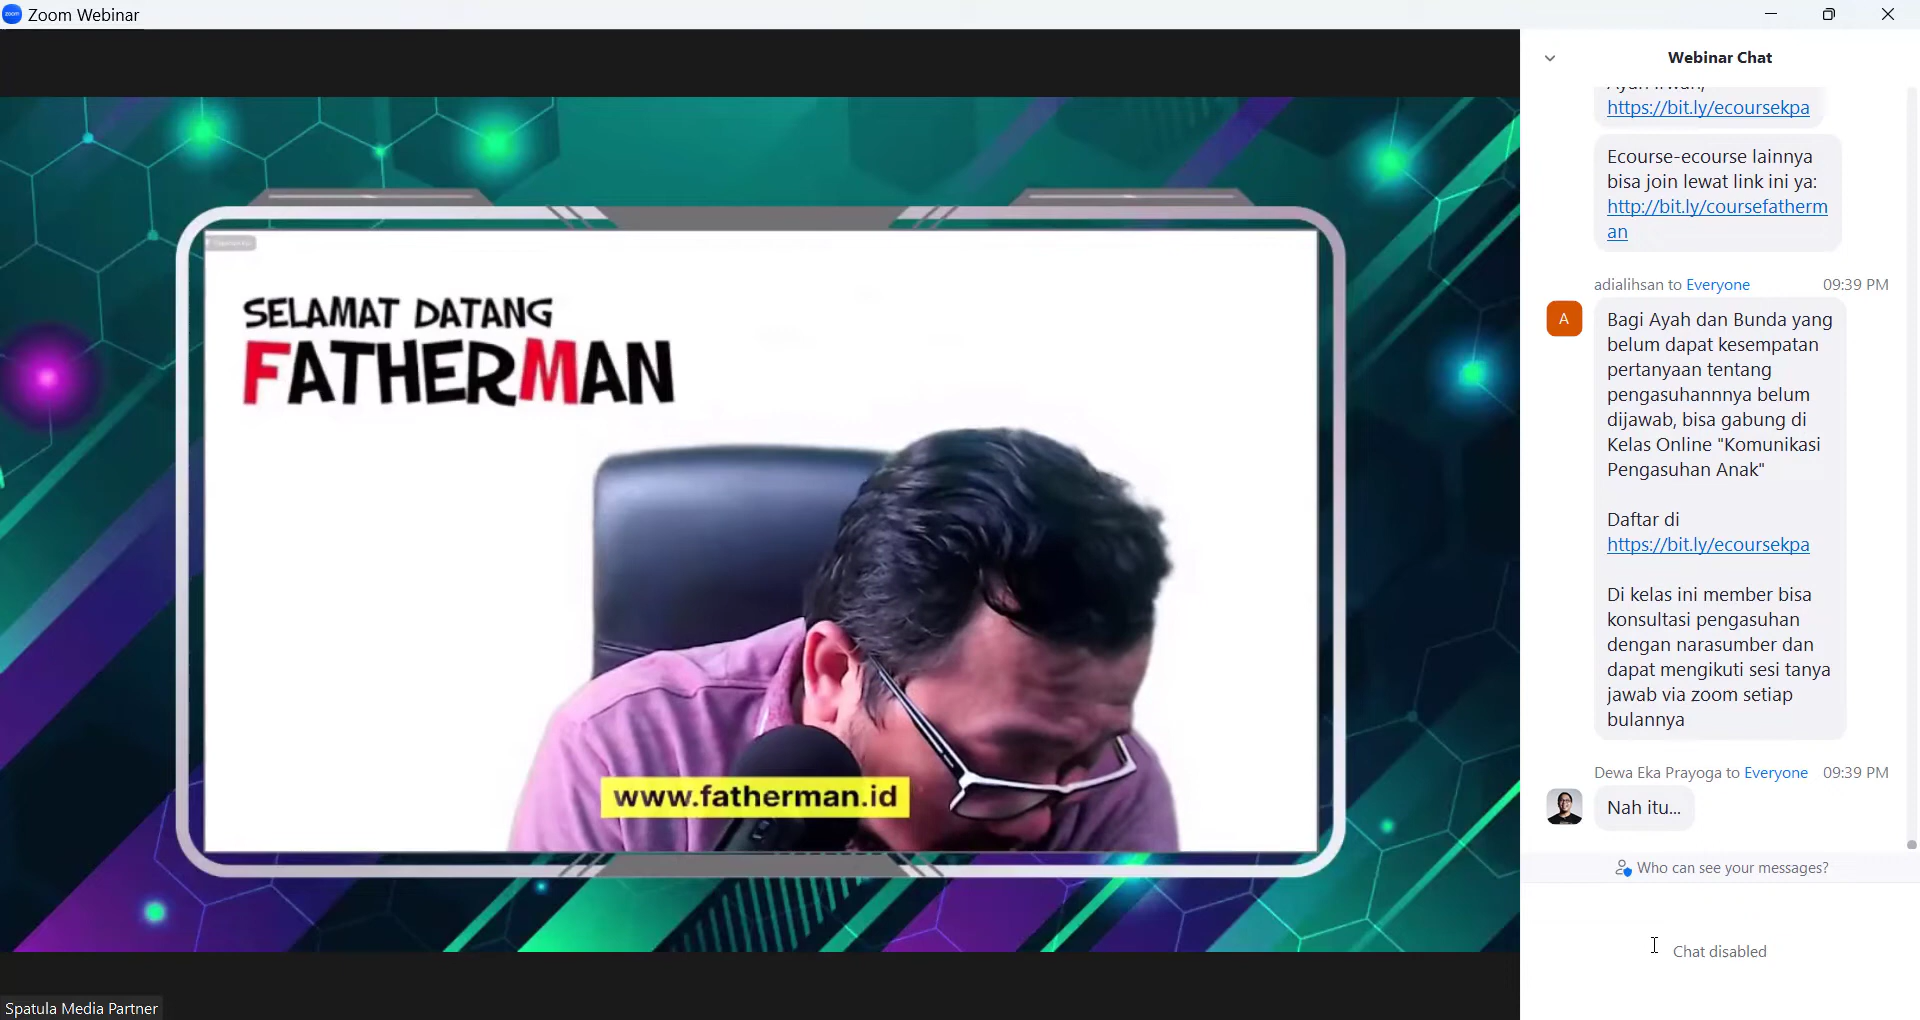 Zoom Webinar
SELAMAT DATANG
FATHERMAN
www.fatherman.id
Spatula Media Partner
Webinar Chat
https://bit.ly/ecoursekpa
Ecourse-ecourse lainnya
bisa join lewat link ini ya:
http://bit.ly/coursefatherm
an
adialihsan to Everyone 09:39 PM
A
Bagi Ayah dan Bunda yang
belum dapat kesempatan
pertanyaan tentang
pengasuhannnya belum
dijawab, bisa gabung di
Kelas Online "Komunikasi
Pengasuhan Anak"
Daftar di
https://bit.ly/ecoursekpa
Di kelas ini member bisa
konsultasi pengasuhan
dengan narasumber dan
dapat mengikuti sesi tanya
jawab via zoom setiap
bulannya
Dewa Eka Prayoga to Everyone 09:39 PM
Nah itu...
Who can see your messages?
Chat disabled